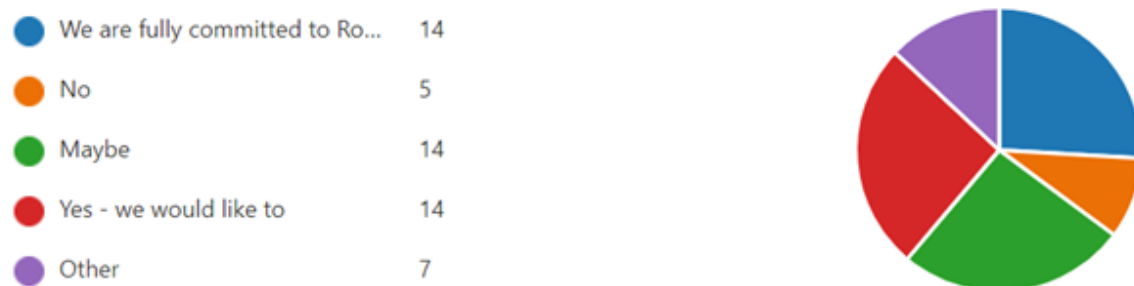 We are fully committed to Ro... 14
No 5
Maybe 14
Yes - we would like to 14
Other 7